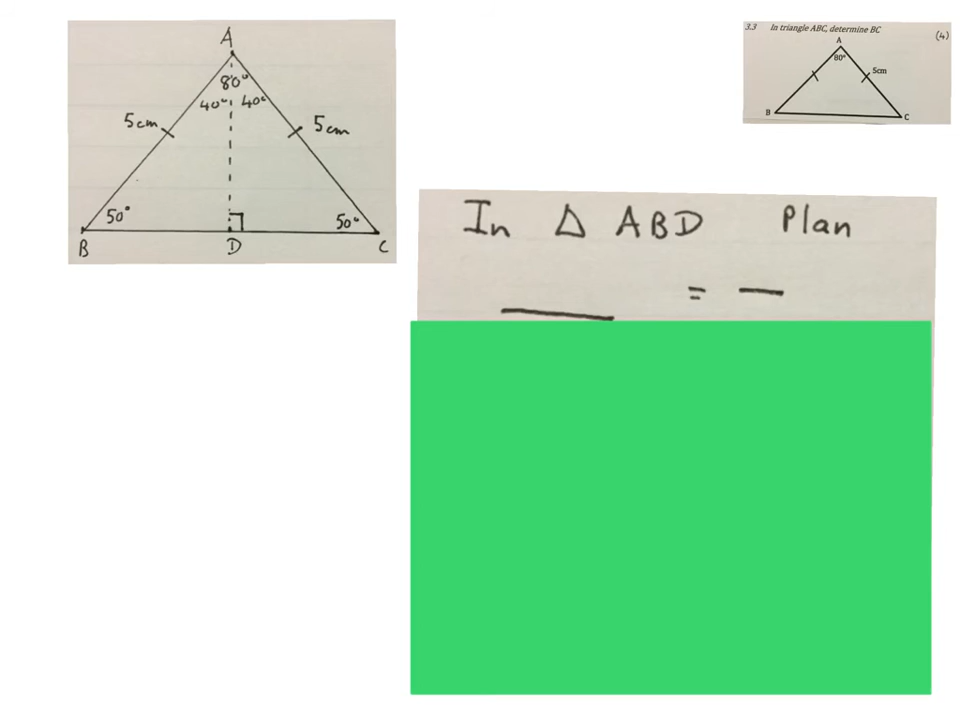 A
80°
40° 40°
5cm
5cm
50°
50°
B
D
C
3.3 In triangle ABC, determine BC
(4)
A
80°
5cm
B
C
In Δ ABD Plan
=